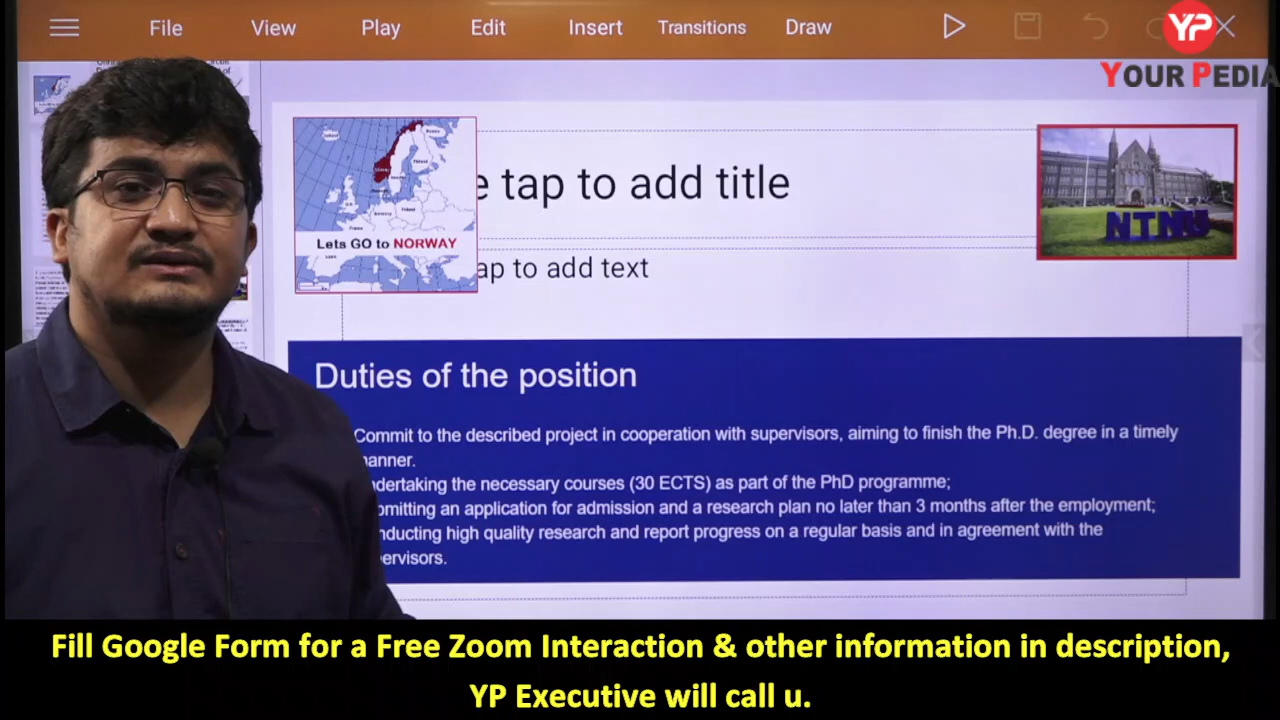 File View Play Edit Insert Transitions Draw
YP
YOUR PEDIA
e tap to add title
Lets GO to NORWAY
NTNU
ap to add text
Duties of the position
Commit to the described project in cooperation with supervisors, aiming to finish the Ph.D. degree in a timely
anner.
dertaking the necessary courses (30 ECTS) as part of the PhD programme;
mitting an application for admission and a research plan no later than 3 months after the employment;
nducting high quality research and report progress on a regular basis and in agreement with the
ervisors.
Fill Google Form for a Free Zoom Interaction & other information in description,
YP Executive will call u.